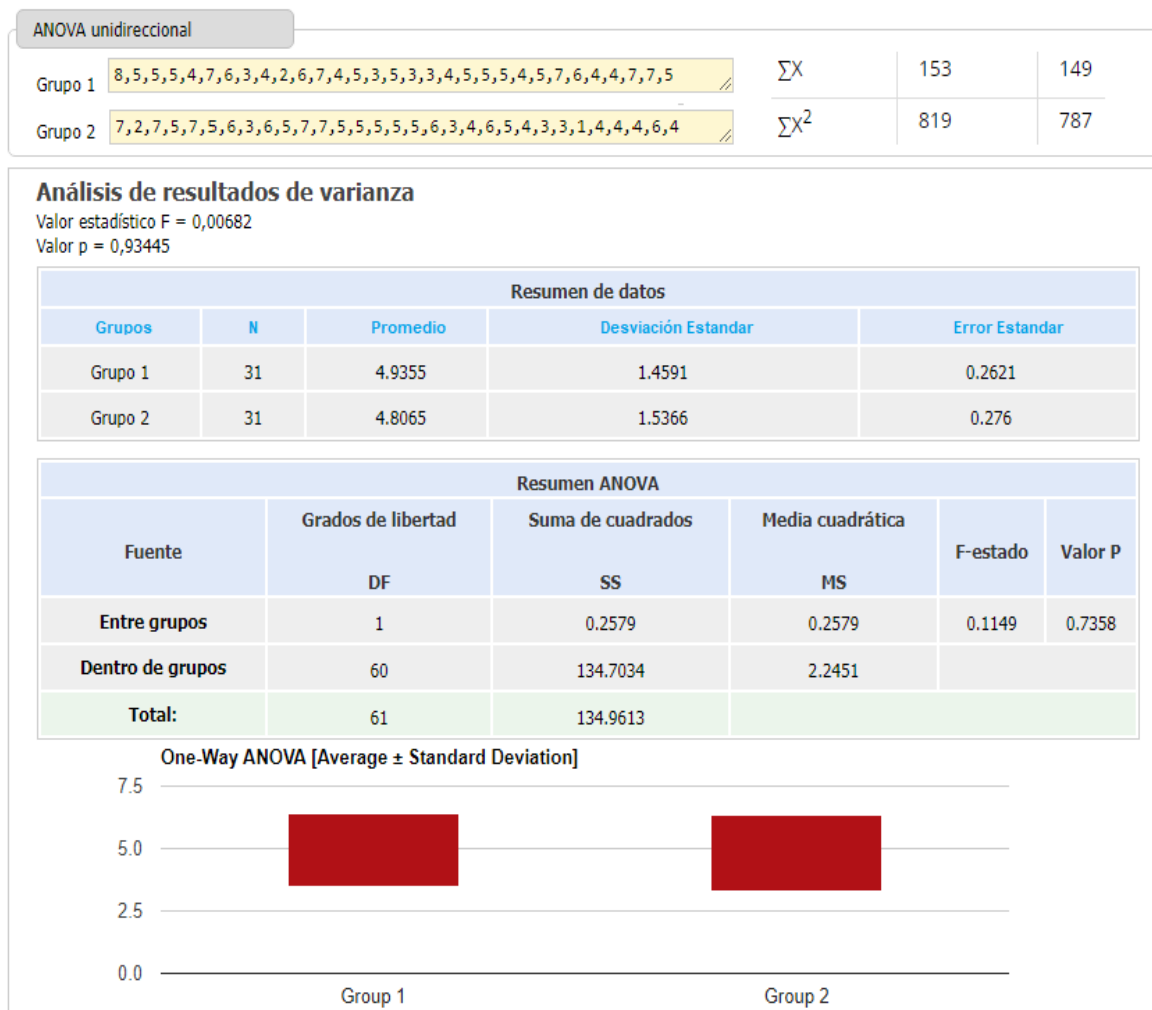 ANOVA unidireccional
Grupo 1 8,5,5,5,4,7,6,3,4,2,6,7,4,5,3,5,3,3,4,5,5,5,4,5,7,6,4,4,7,7,5
∑X 153 149
Grupo 2 7,2,7,5,7,5,6,3,6,5,7,7,5,5,5,5,5,6,3,4,6,5,4,3,3,1,4,4,4,6,4
∑X² 819 787
Análisis de resultados de varianza
Valor estadístico F = 0,00682
Valor p = 0,93445
Resumen de datos
Grupos N Promedio Desviación Estandar Error Estandar
Grupo 1 31 4.9355 1.4591 0.2621
Grupo 2 31 4.8065 1.5366 0.276
Resumen ANOVA
Grados de libertad Suma de cuadrados Media cuadrática
Fuente F-estado Valor P
DF SS MS
Entre grupos 1 0.2579 0.2579 0.1149 0.7358
Dentro de grupos 60 134.7034 2.2451
Total: 61 134.9613
One-Way ANOVA [Average ± Standard Deviation]
7.5
5.0
2.5
0.0
Group 1 Group 2